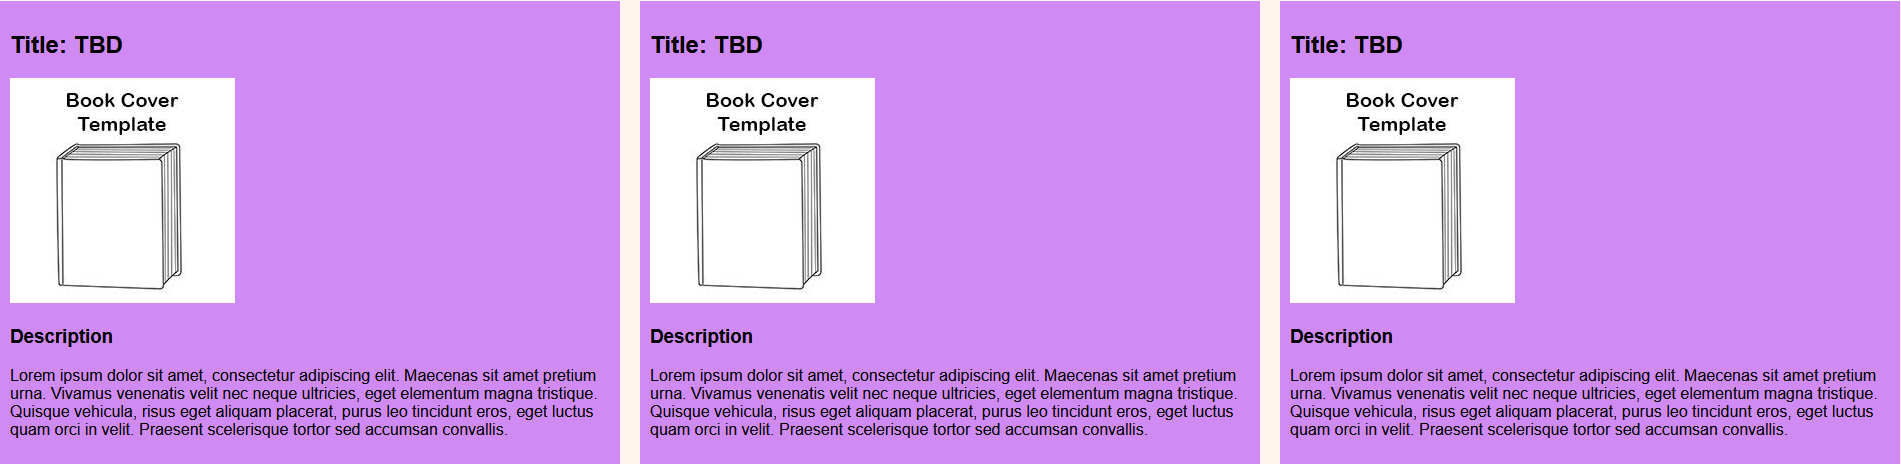 Title: TBD
Book Cover
Template
Description
Lorem ipsum dolor sit amet, consectetur adipiscing elit. Maecenas sit amet pretium
urna. Vivamus venenatis velit nec neque ultricies, eget elementum magna tristique.
Quisque vehicula, risus eget aliquam placerat, purus leo tincidunt eros, eget luctus
quam orci in velit. Praesent scelerisque tortor sed accumsan convallis.
Title: TBD
Book Cover
Template
Description
Lorem ipsum dolor sit amet, consectetur adipiscing elit. Maecenas sit amet pretium
urna. Vivamus venenatis velit nec neque ultricies, eget elementum magna tristique.
Quisque vehicula, risus eget aliquam placerat, purus leo tincidunt eros, eget luctus
quam orci in velit. Praesent scelerisque tortor sed accumsan convallis.
Title: TBD
Book Cover
Template
Description
Lorem ipsum dolor sit amet, consectetur adipiscing elit. Maecenas sit amet pretium
urna. Vivamus venenatis velit nec neque ultricies, eget elementum magna tristique.
Quisque vehicula, risus eget aliquam placerat, purus leo tincidunt eros, eget luctus
quam orci in velit. Praesent scelerisque tortor sed accumsan convallis.